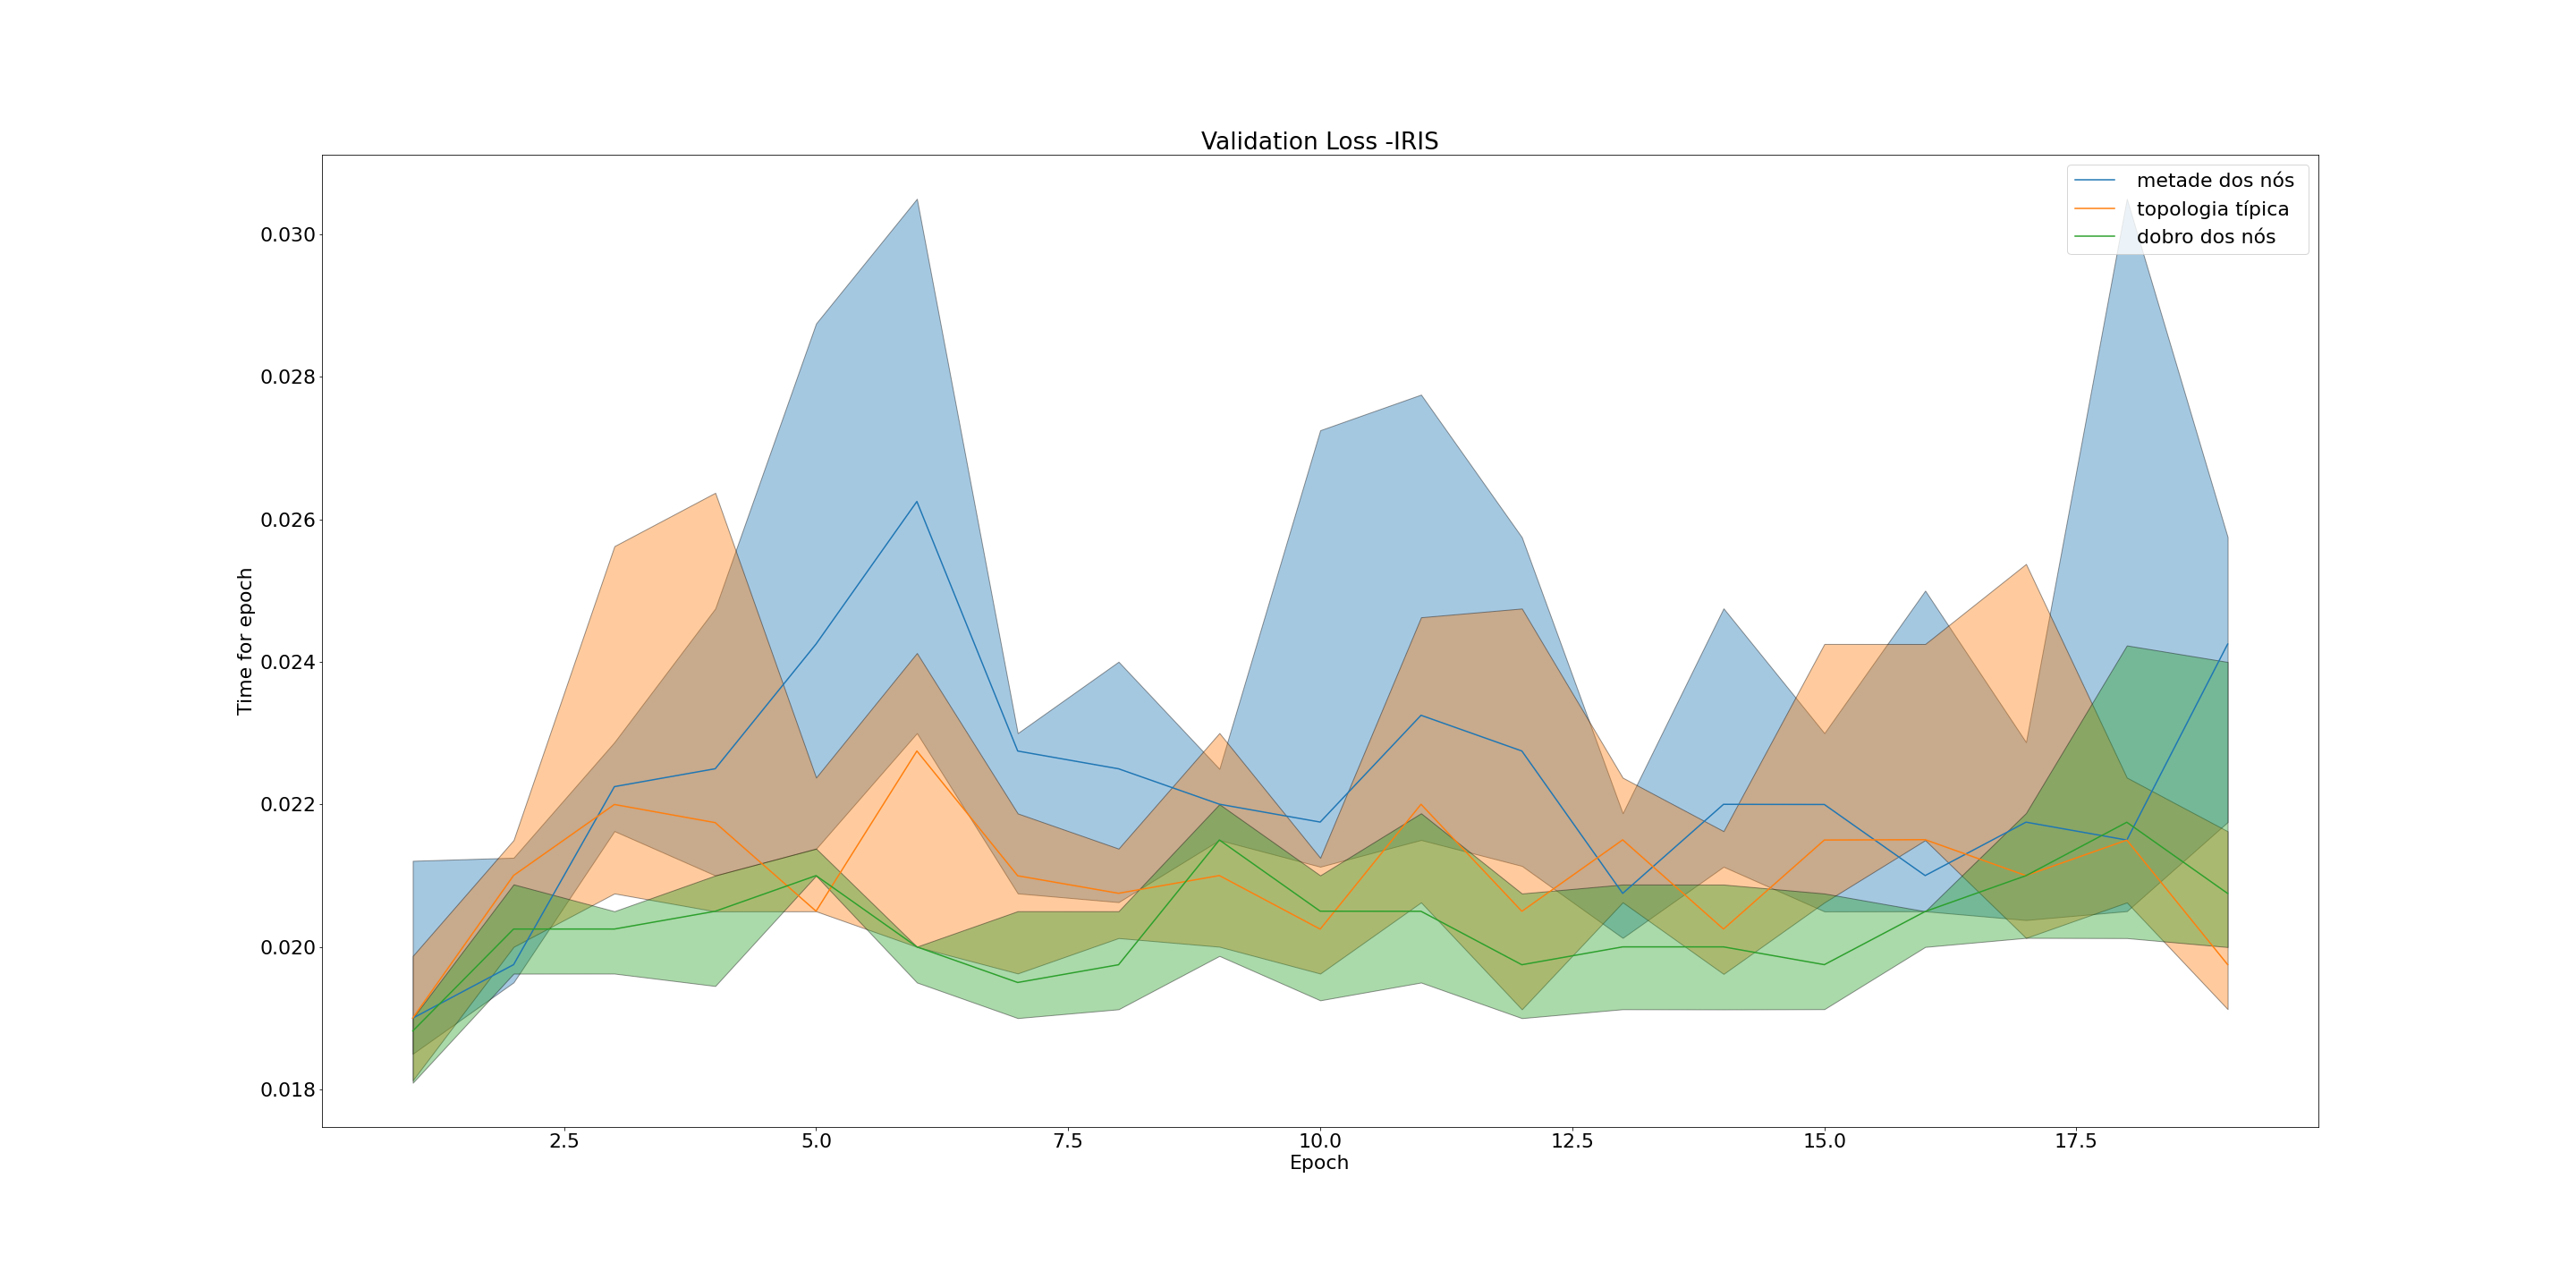 Validation Loss -IRIS
metade dos nós
topologia típica
dobro dos nós
0.030
0.028
0.026
0.024
0.022
0.020
0.018
Time for epoch
2.5
5.0
7.5
10.0
12.5
15.0
17.5
Epoch